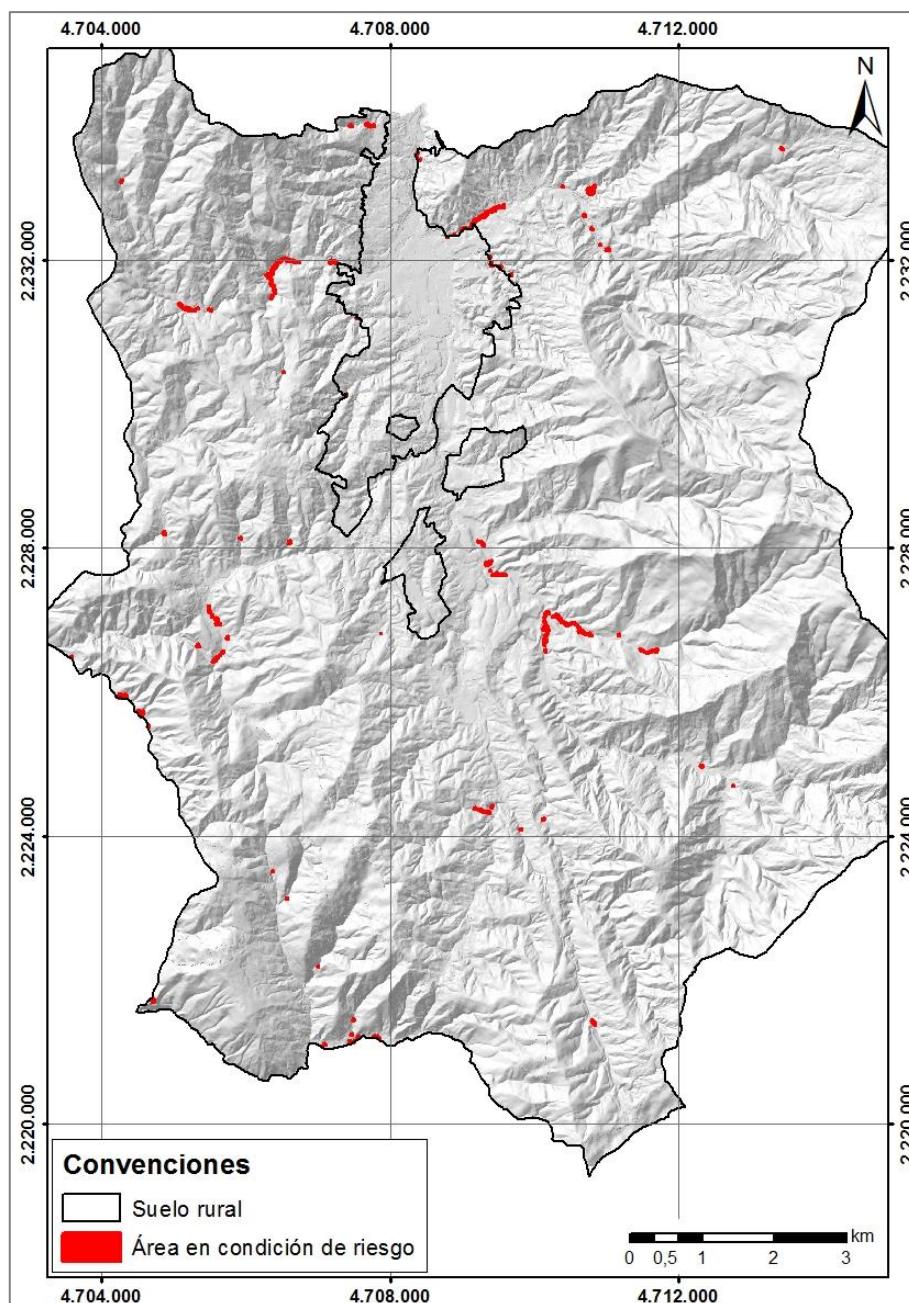 4.704.000 4.708.000 4.712.000
N
2.232.000 2.232.000
2.228.000 2.228.000
2.224.000 2.224.000
2.220.000 2.220.000
Convenciones
Suelo rural
Área en condición de riesgo
km
0 0,5 1 2 3
4.704.000 4.708.000 4.712.000